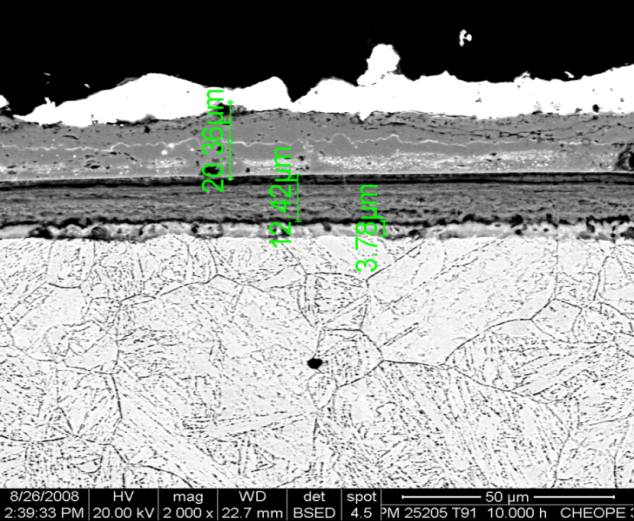 20.36µm
12.42µm
3.78µm
8/26/2008 HV mag WD det spot 50 µm
2:39:33 PM 20.00 kV 2 000 x 22.7 mm BSED 4.5 PM 25205 T91 10.000 h CHEOPE